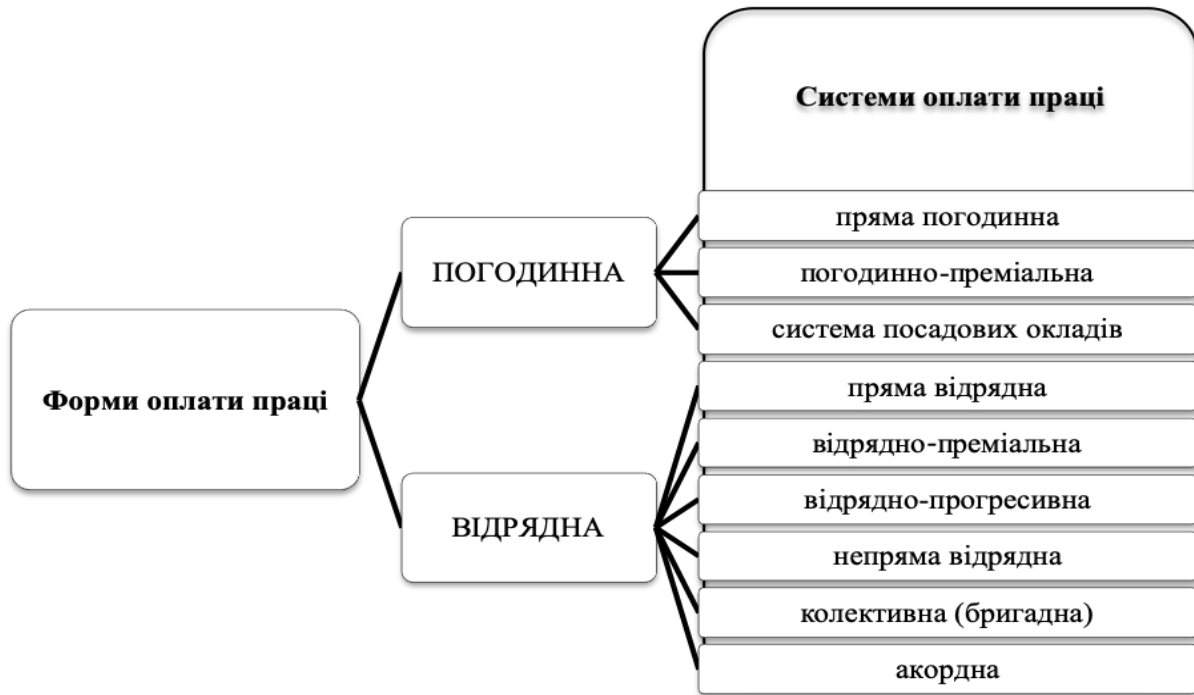 Системи оплати праці
Форми оплати праці
ПОГОДИННА
пряма погодинна
погодинно-преміальна
система посадових окладів
ВІДРЯДНА
пряма відрядна
відрядно-преміальна
відрядно-прогресивна
непряма відрядна
колективна (бригадна)
акордна